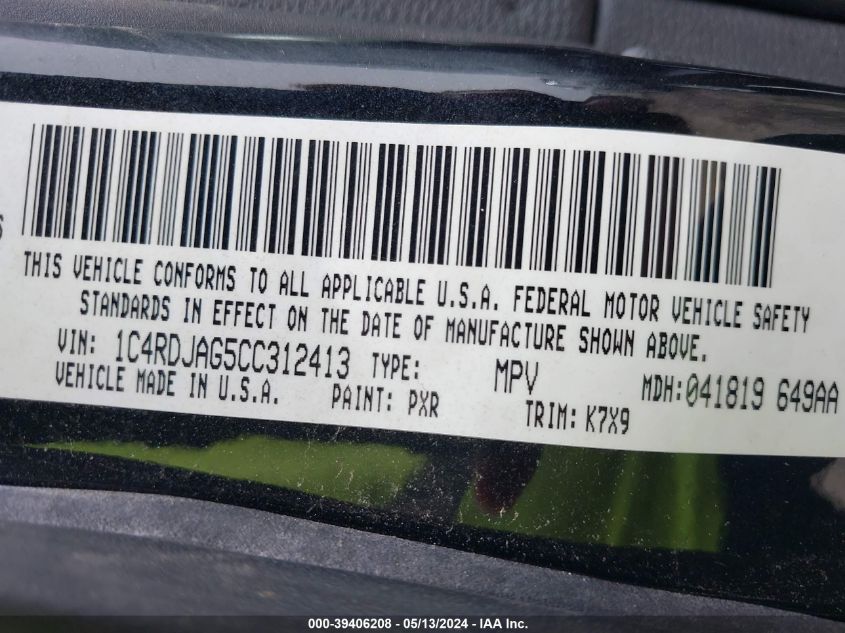 THIS VEHICLE CONFORMS TO ALL APPLICABLE U.S.A. FEDERAL MOTOR VEHICLE SAFETY
STANDARDS IN EFFECT ON THE DATE OF MANUFACTURE SHOWN ABOVE.
VIN: 1C4RDJAG5CC312413 TYPE: MPV MDH:041819 649AA
VEHICLE MADE IN U.S.A. PAINT: PXR TRIM: K7X9
000-39406208 - 05/13/2024 - IAA Inc.